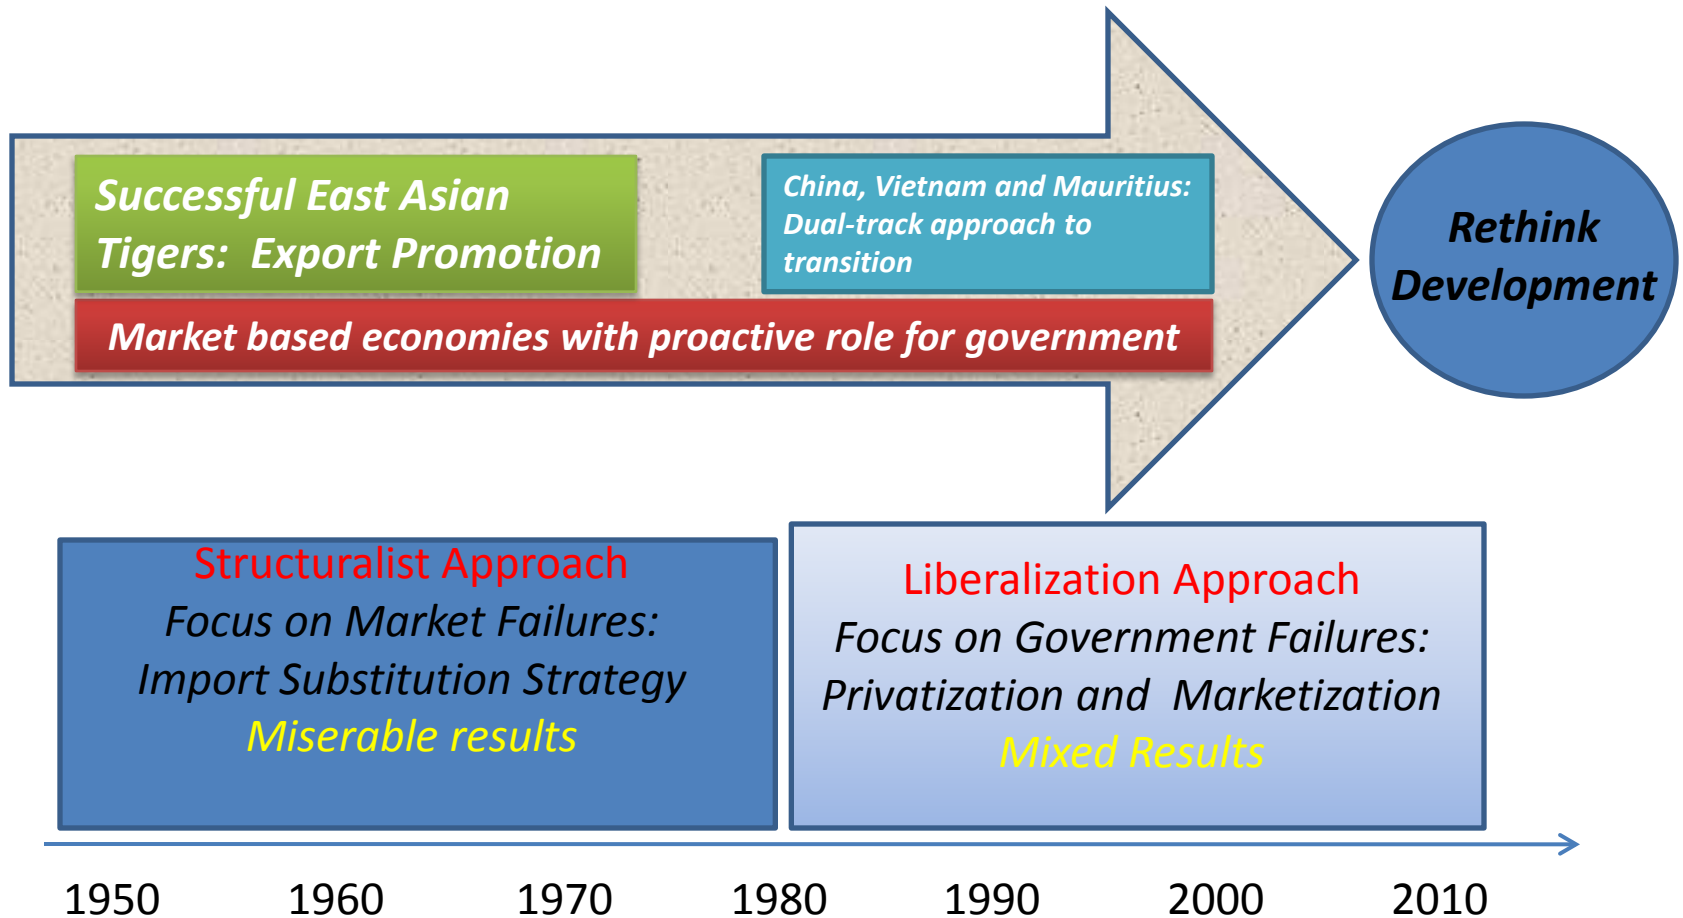 Successful East Asian
Tigers:  Export Promotion
China, Vietnam and Mauritius:
Dual-track approach to
transition
Market based economies with proactive role for government
Rethink
Development
Structuralist Approach
Focus on Market Failures:
Import Substitution Strategy
Miserable results
Liberalization Approach
Focus on Government Failures:
Privatization and  Marketization
Mixed Results
1950 1960 1970 1980 1990 2000 2010